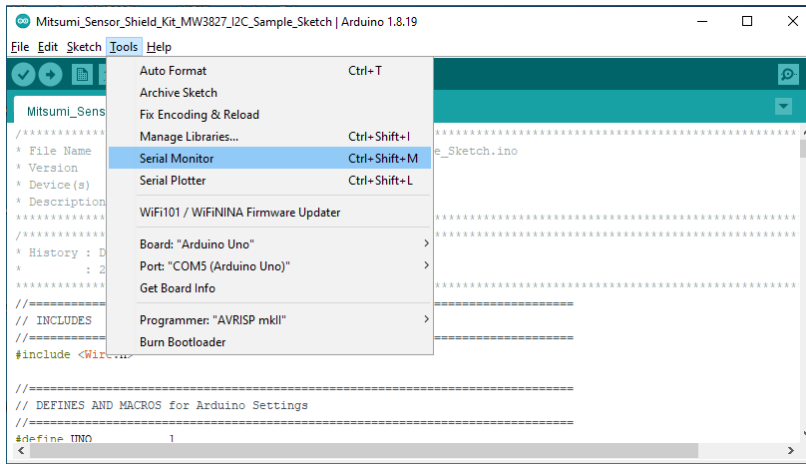 Mitsumi_Sensor_Shield_Kit_MW3827_I2C_Sample_Sketch | Arduino 1.8.19
File Edit Sketch Tools Help
Mitsumi_Sens
Auto Format Ctrl+T
Archive Sketch
Fix Encoding & Reload
Manage Libraries... Ctrl+Shift+I
Serial Monitor Ctrl+Shift+M
Serial Plotter Ctrl+Shift+L
WiFi101 / WiFiNINA Firmware Updater
Board: "Arduino Uno"
Port: "COM5 (Arduino Uno)"
Get Board Info
Programmer: "AVRISP mkII"
Burn Bootloader
* File Name e_Sketch.ino
* Version
* Device(s)
* Description
* History : D
* : 2
// INCLUDES
#include <Wire.h>
// DEFINES AND MACROS for Arduino Settings
#define UNO 1